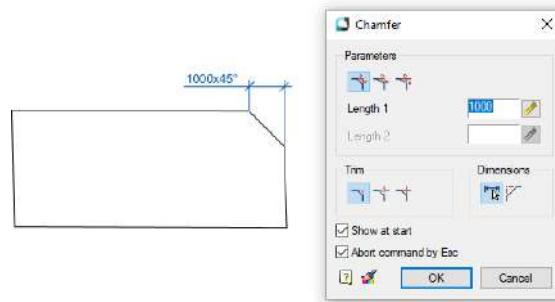 1000x45°
Chamfer
Parameters
Length 1
1000
Length 2
Trim
Dimensions
Show at start
Abort command by Esc
OK
Cancel